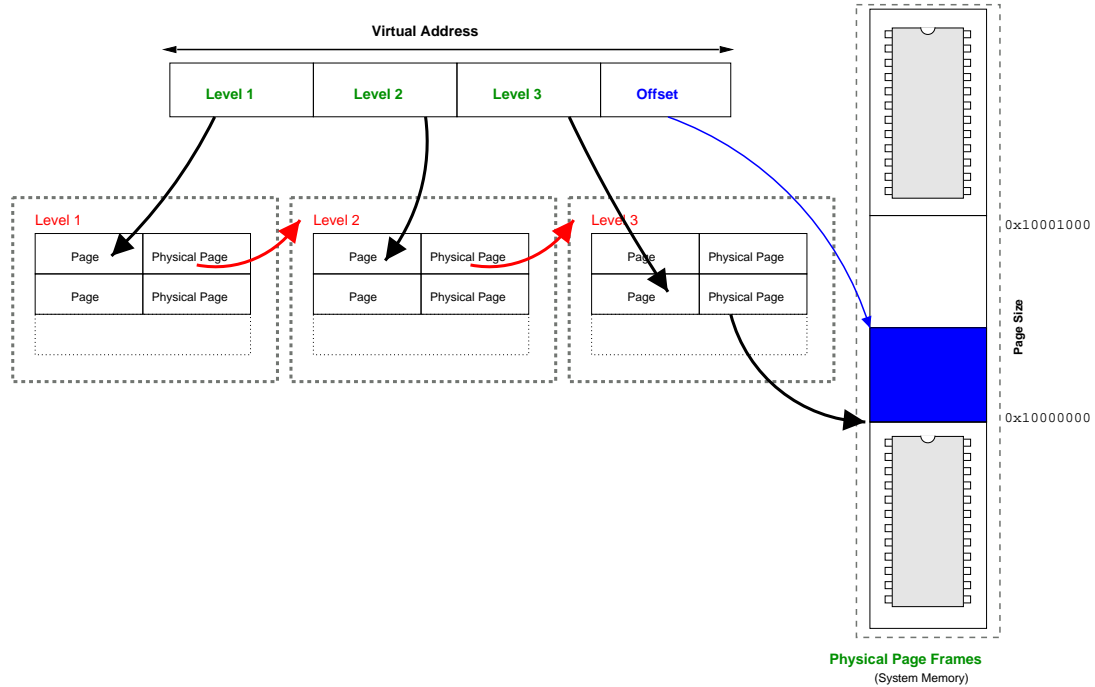 Virtual Address
Level 1 Level 2 Level 3 Offset
Level 1
Page Physical Page
Page Physical Page
Level 2
Page Physical Page
Page Physical Page
Level 3
Page Physical Page
Page Physical Page
0x10001000
Page Size
0x10000000
Physical Page Frames
(System Memory)